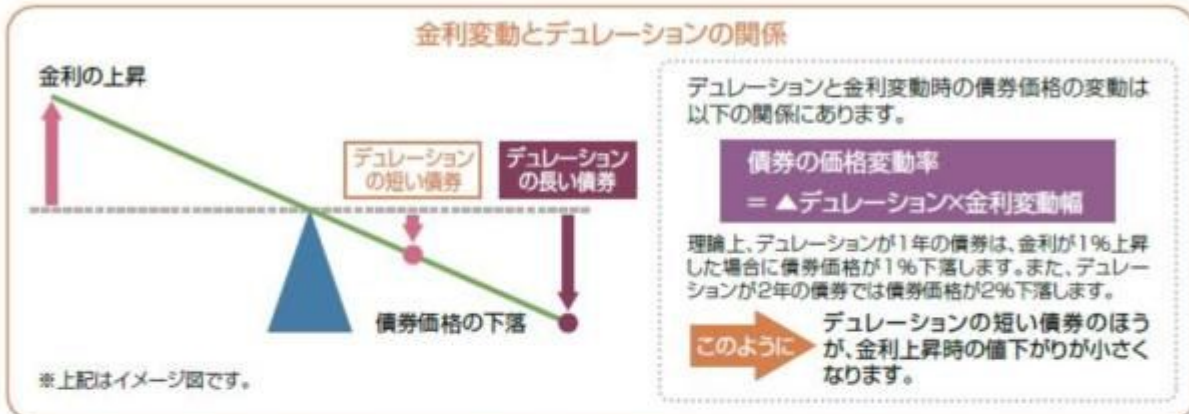 金利変動とデュレーションの関係
金利の上昇
デュレーション
の短い債券
デュレーション
の長い債券
債券価格の下落
※上記はイメージ図です。
デュレーションと金利変動時の債券価格の変動は
以下の関係にあります。
債券の価格変動率
= ▲デュレーション×金利変動幅
理論上、デュレーションが1年の債券は、金利が1%上昇
した場合に債券価格が1%下落します。また、デュレー
ションが2年の債券では債券価格が2%下落します。
このように
デュレーションの短い債券のほう
が、金利上昇時の値下がりが小さく
なります。